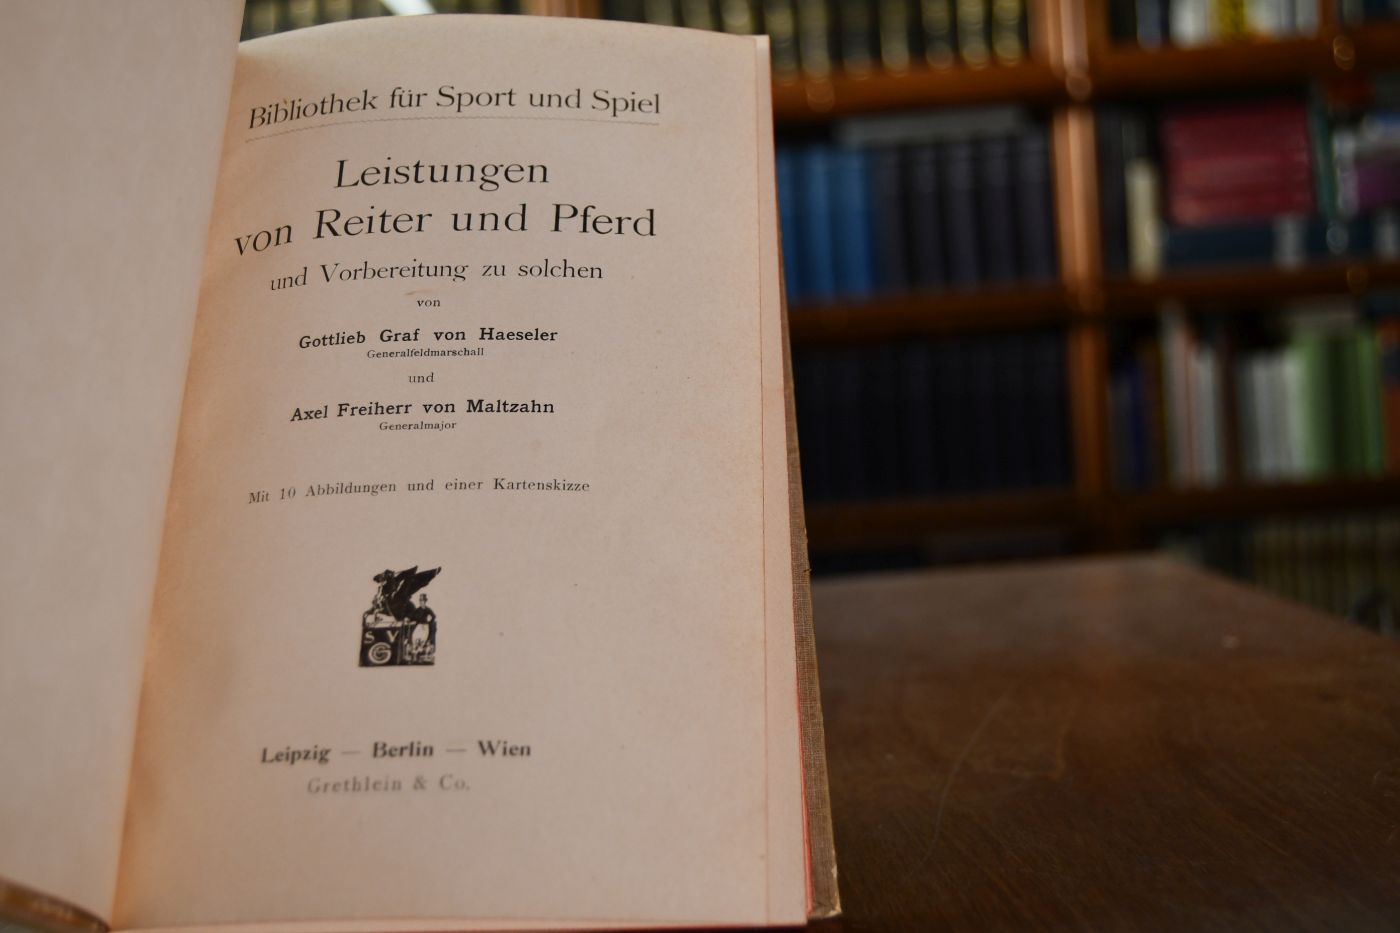 Bibliothek für Sport und Spiel
Leistungen
von Reiter und Pferd
und Vorbereitung zu solchen
von
Gottlieb Graf von Haeseler
Generalfeldmarschall
und
Axel Freiherr von Maltzahn
Generalmajor
Mit 10 Abbildungen und einer Kartenskizze
S V
G
Leipzig — Berlin — Wien
Grethlein & Co.